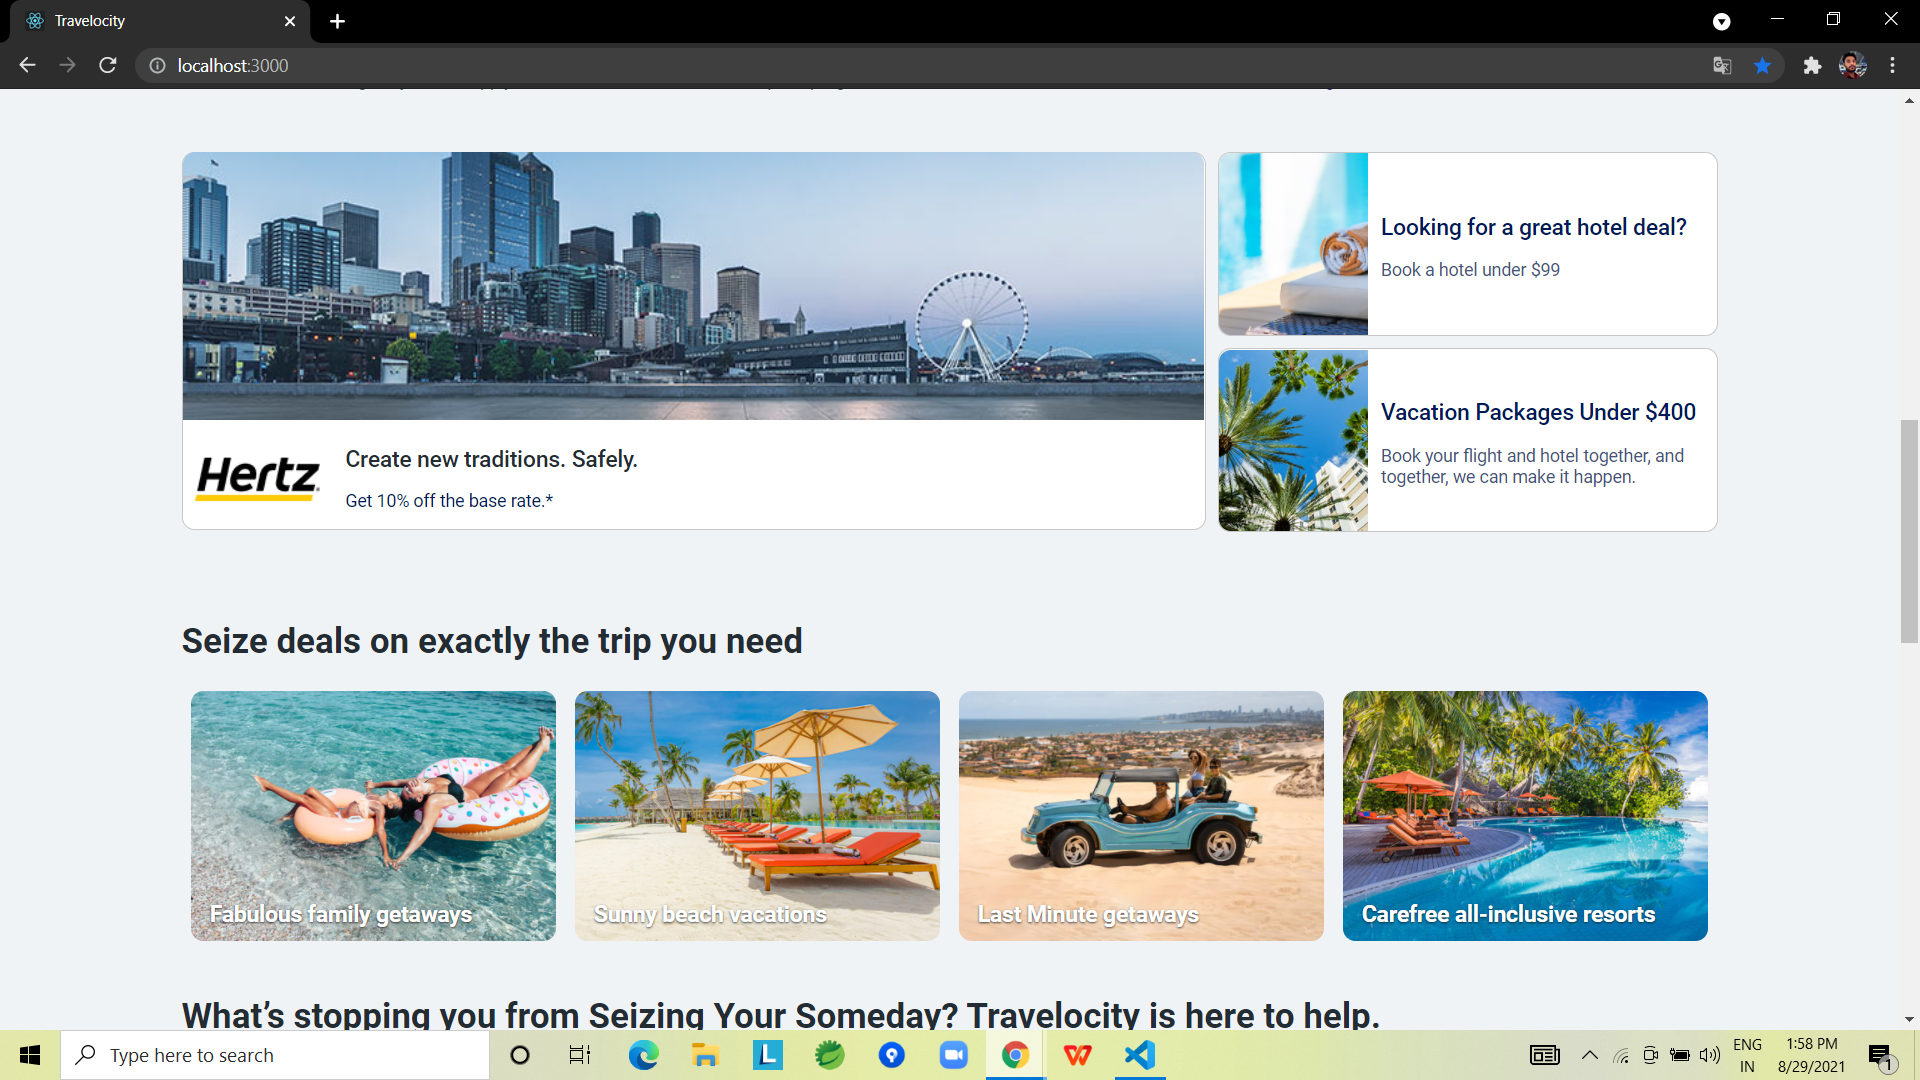 Travelocity
localhost:3000
Looking for a great hotel deal?
Book a hotel under $99
Vacation Packages Under $400
Book your flight and hotel together, and
together, we can make it happen.
Hertz
Create new traditions. Safely.
Get 10% off the base rate.*
Seize deals on exactly the trip you need
Fabulous family getaways
Sunny beach vacations
Last Minute getaways
Carefree all-inclusive resorts
What’s stopping you from Seizing Your Someday? Travelocity is here to help.
Type here to search
L
W
ENG
IN
1:58 PM
8/29/2021
1